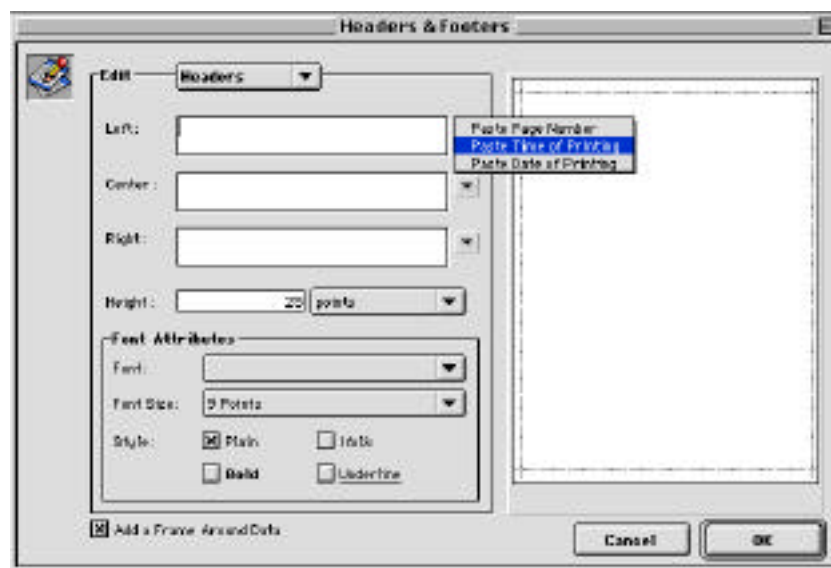 Headers & Footers
Edit Headers
Left:
Paste Page Number
Paste Time of Printing
Paste Date of Printing
Center:
Right:
Height: 25 points
Font Attributes
Font:
Font Size: 9 Points
Style: Plain Italic
Bold Underline
Add a Frame Around Data
Cancel OK